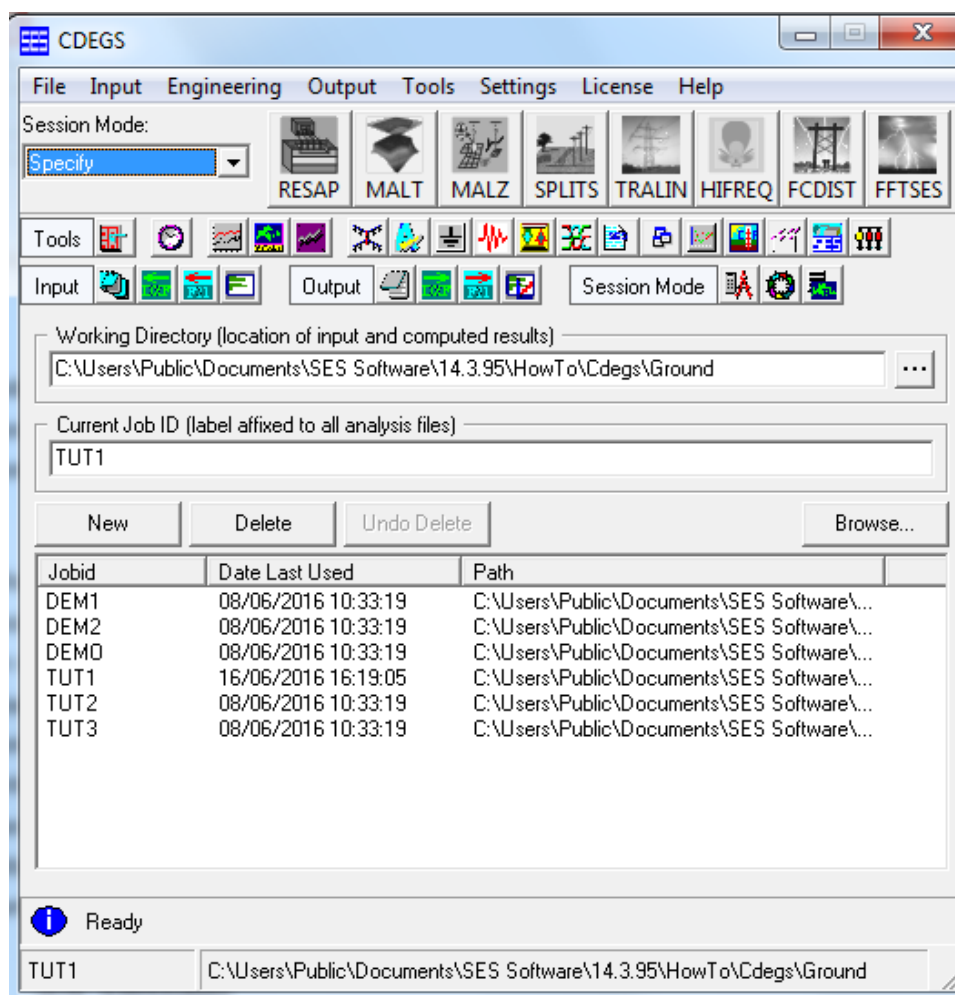 CDEGS
File Input Engineering Output Tools Settings License Help
Session Mode:
Specify
RESAP MALT MALZ SPLITS TRALIN HIFREQ FCDIST FFTSES
Tools
Input Output Session Mode
Working Directory (location of input and computed results)
C:\Users\Public\Documents\SES Software\14.3.95\HowTo\Cdegs\Ground ...
Current Job ID (label affixed to all analysis files)
TUT1
New Delete Undo Delete Browse...
Jobid Date Last Used Path
DEM1 08/06/2016 10:33:19 C:\Users\Public\Documents\SES Software\...
DEM2 08/06/2016 10:33:19 C:\Users\Public\Documents\SES Software\...
DEMO 08/06/2016 10:33:19 C:\Users\Public\Documents\SES Software\...
TUT1 16/06/2016 16:19:05 C:\Users\Public\Documents\SES Software\...
TUT2 08/06/2016 10:33:19 C:\Users\Public\Documents\SES Software\...
TUT3 08/06/2016 10:33:19 C:\Users\Public\Documents\SES Software\...
Ready
TUT1 C:\Users\Public\Documents\SES Software\14.3.95\HowTo\Cdegs\Ground